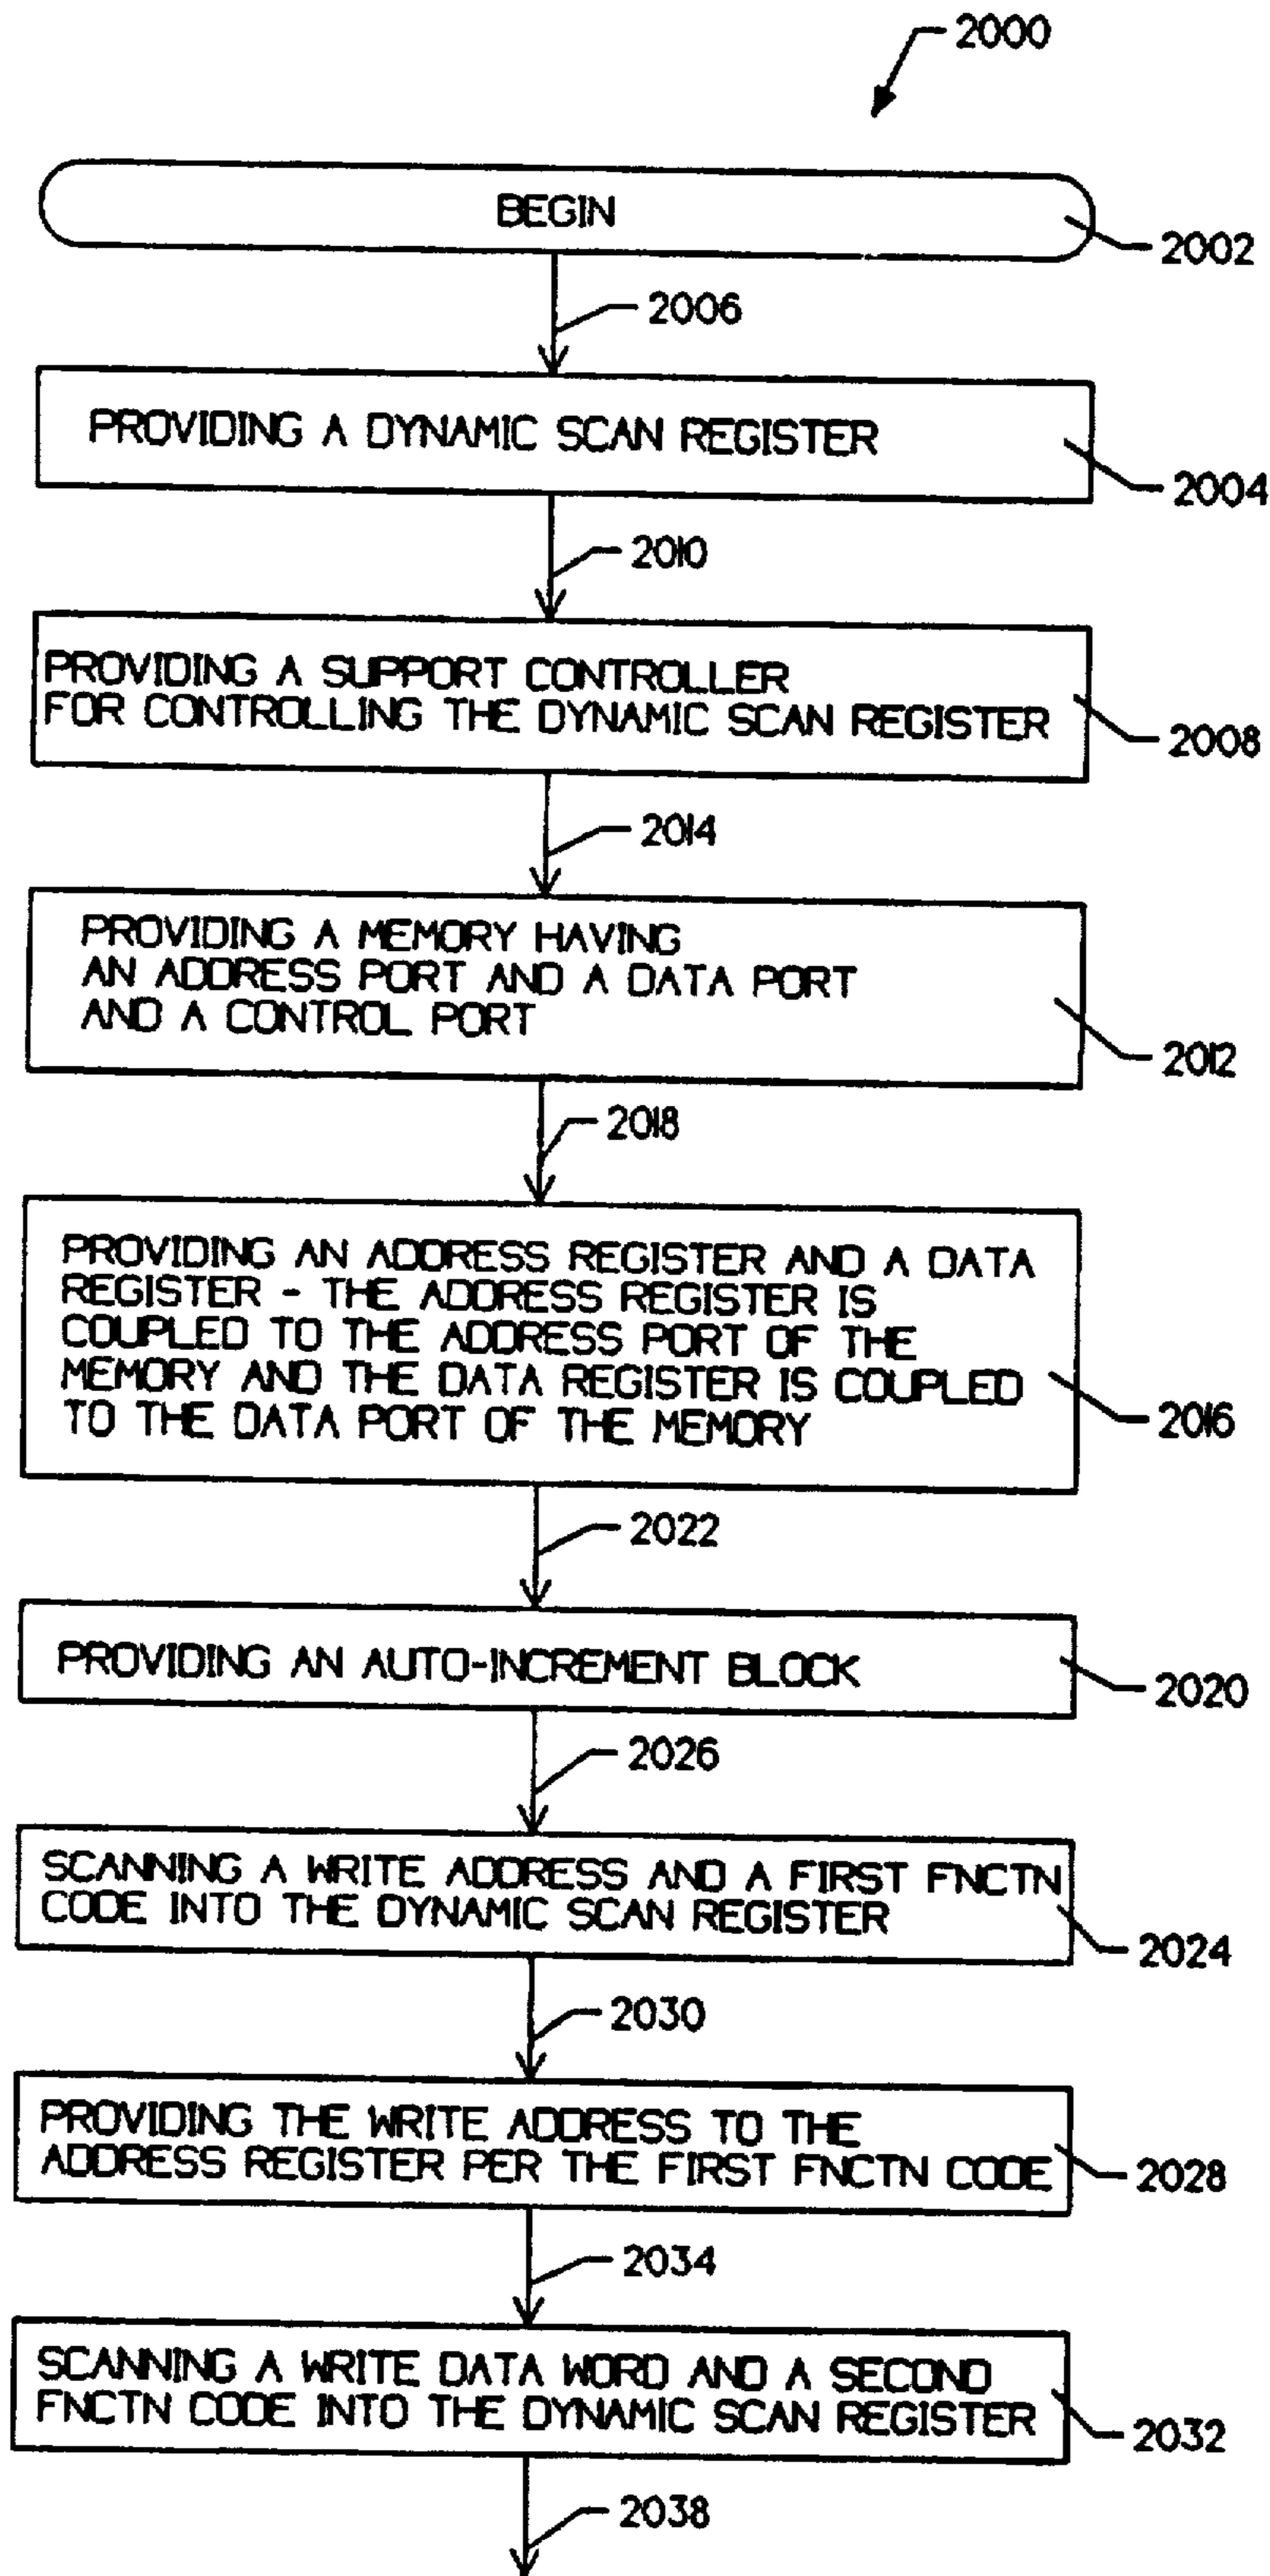 2000
BEGIN
2002
2006
PROVIDING A DYNAMIC SCAN REGISTER
2004
2010
PROVIDING A SUPPORT CONTROLLER
FOR CONTROLLING THE DYNAMIC SCAN REGISTER
2008
2014
PROVIDING A MEMORY HAVING
AN ADDRESS PORT AND A DATA PORT
AND A CONTROL PORT
2012
2018
PROVIDING AN ADDRESS REGISTER AND A DATA
REGISTER - THE ADDRESS REGISTER IS
COUPLED TO THE ADDRESS PORT OF THE
MEMORY AND THE DATA REGISTER IS COUPLED
TO THE DATA PORT OF THE MEMORY
2016
2022
PROVIDING AN AUTO-INCREMENT BLOCK
2020
2026
SCANNING A WRITE ADDRESS AND A FIRST FNCTN
CODE INTO THE DYNAMIC SCAN REGISTER
2024
2030
PROVIDING THE WRITE ADDRESS TO THE
ADDRESS REGISTER PER THE FIRST FNCTN CODE
2028
2034
SCANNING A WRITE DATA WORD AND A SECOND
FNCTN CODE INTO THE DYNAMIC SCAN REGISTER
2032
2038